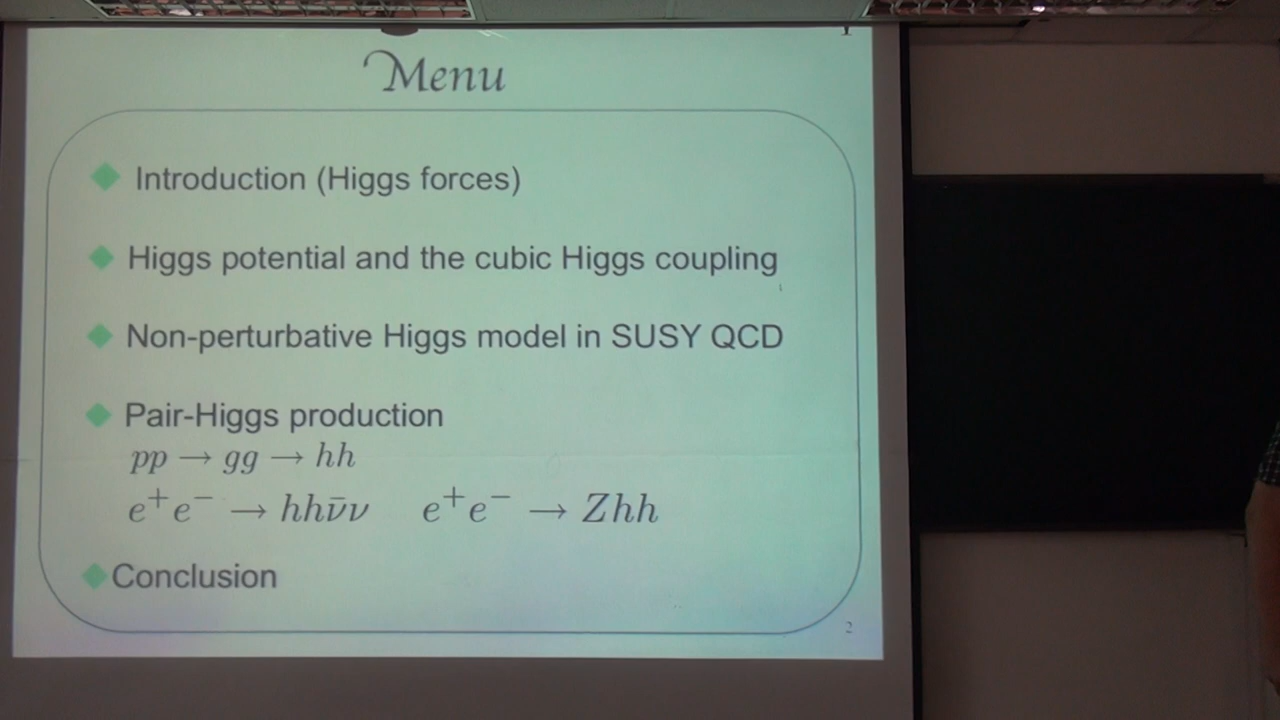 Menu
Introduction (Higgs forces)
Higgs potential and the cubic Higgs coupling
Non-perturbative Higgs model in SUSY QCD
Pair-Higgs production
pp → gg → hh
e⁺e⁻ → hhν̄ν e⁺e⁻ → Zhh
Conclusion
2